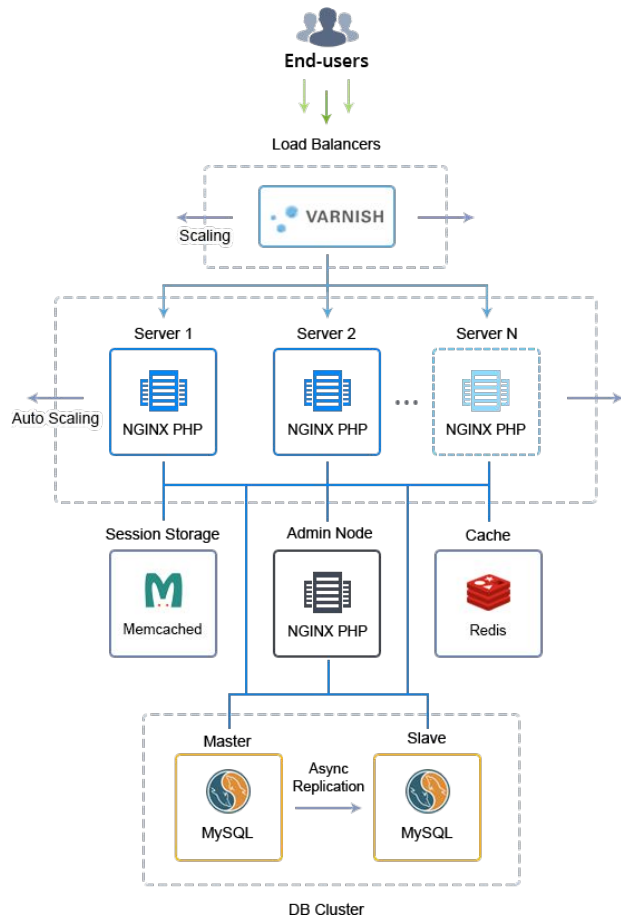 End-users
Load Balancers
VARNISH
Scaling
Server 1
Server 2
Server N
NGINX PHP
NGINX PHP
...
NGINX PHP
Auto Scaling
Session Storage
Admin Node
Cache
Memcached
NGINX PHP
Redis
Master
Slave
Async
Replication
MySQL
MySQL
DB Cluster